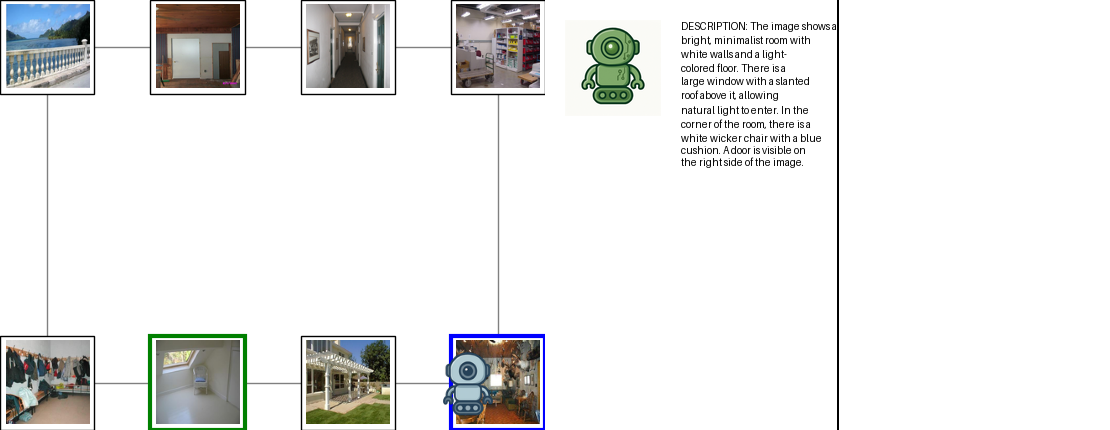 DESCRIPTION: The image shows a
bright, minimalist room with
white walls and a light-
colored floor. There is a
large window with a slanted
roof above it, allowing
natural light to enter. In the
corner of the room, there is a
white wicker chair with a blue
cushion. A door is visible on
the right side of the image.